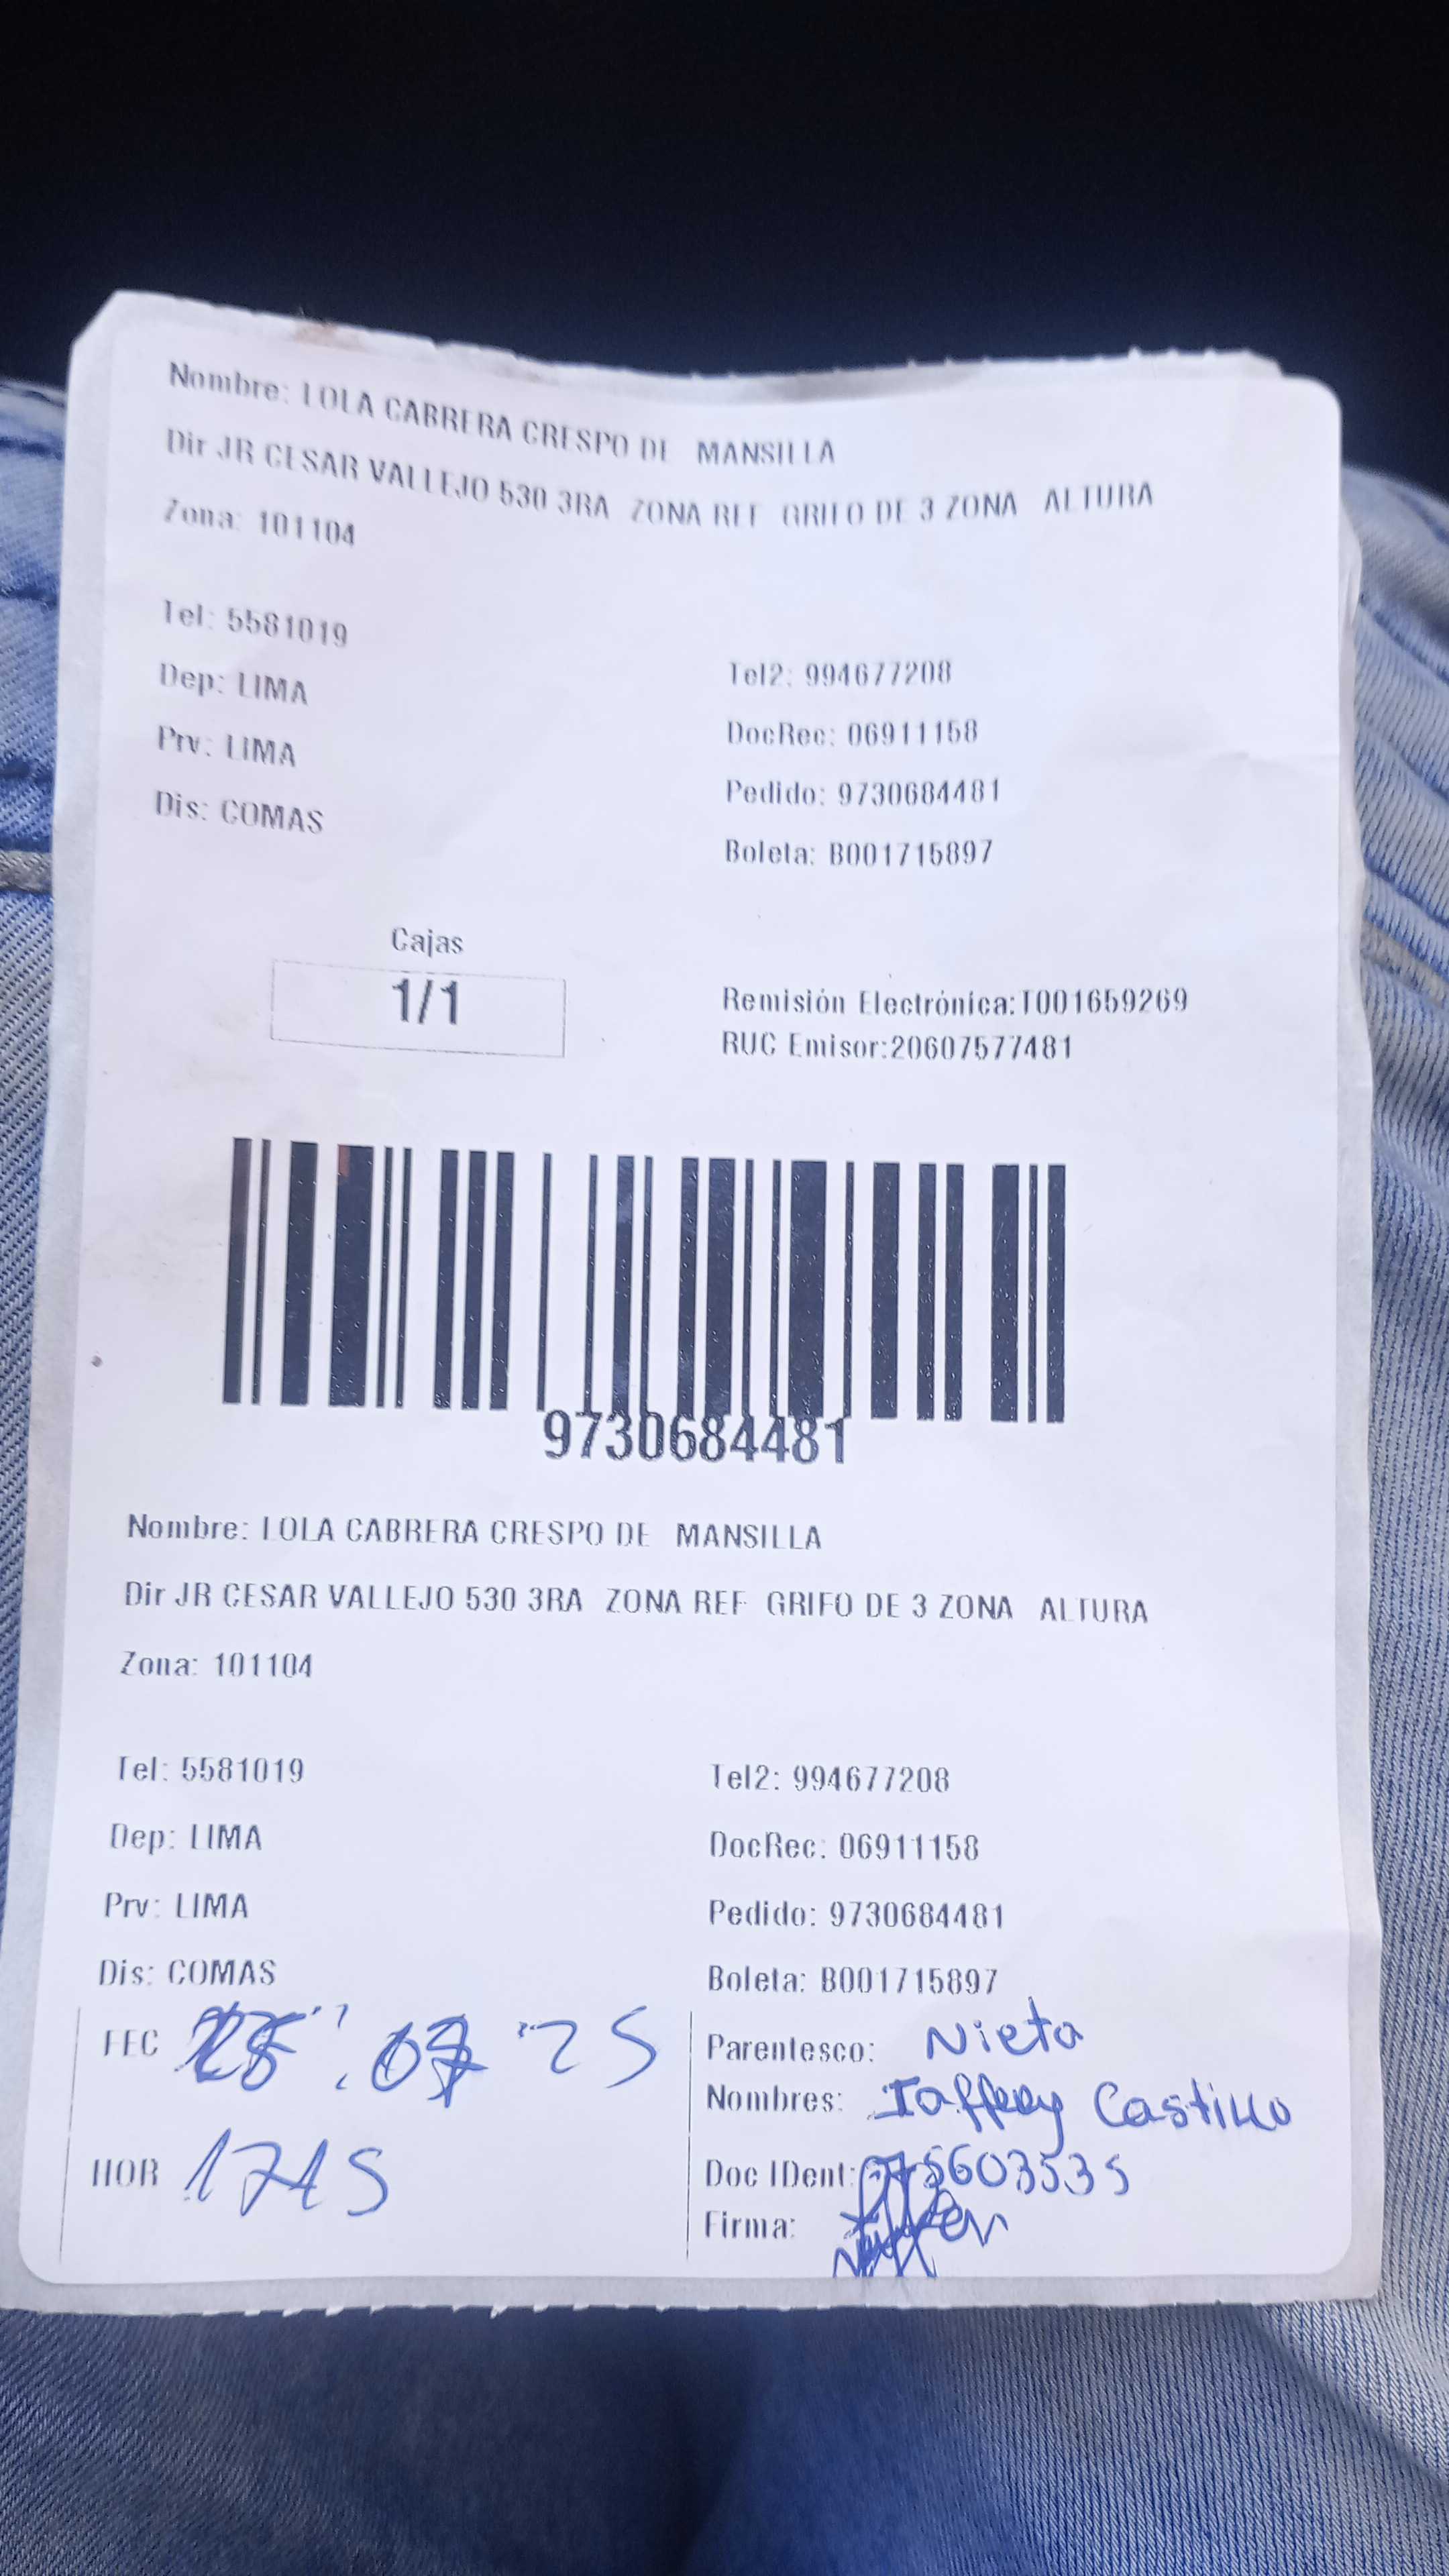 Nombre: LOLA CABRERA CRESPO DE MANSILLA
Dir JR CESAR VALLEJO 530 3RA ZONA REF GRIFO DE 3 ZONA ALTURA
Zona: 101104
Tel: 5581019
Tel2: 994677208
Dep: LIMA
DocRec: 06911158
Prv: LIMA
Pedido: 9730684481
Dis: COMAS
Boleta: B001715897
Cajas
1/1
Remisión Electrónica:T001659269
RUC Emisor:20607577481
9730684481
Nombre: LOLA CABRERA CRESPO DE MANSILLA
Dir JR CESAR VALLEJO 530 3RA ZONA REF GRIFO DE 3 ZONA ALTURA
Zona: 101104
Tel: 5581019
Tel2: 994677208
Dep: LIMA
DocRec: 06911158
Prv: LIMA
Pedido: 9730684481
Dis: COMAS
Boleta: B001715897
FEC
HOR 1715
Parentesco: Nieta
Nombres: Castillo
Doc IDent:
Firma: